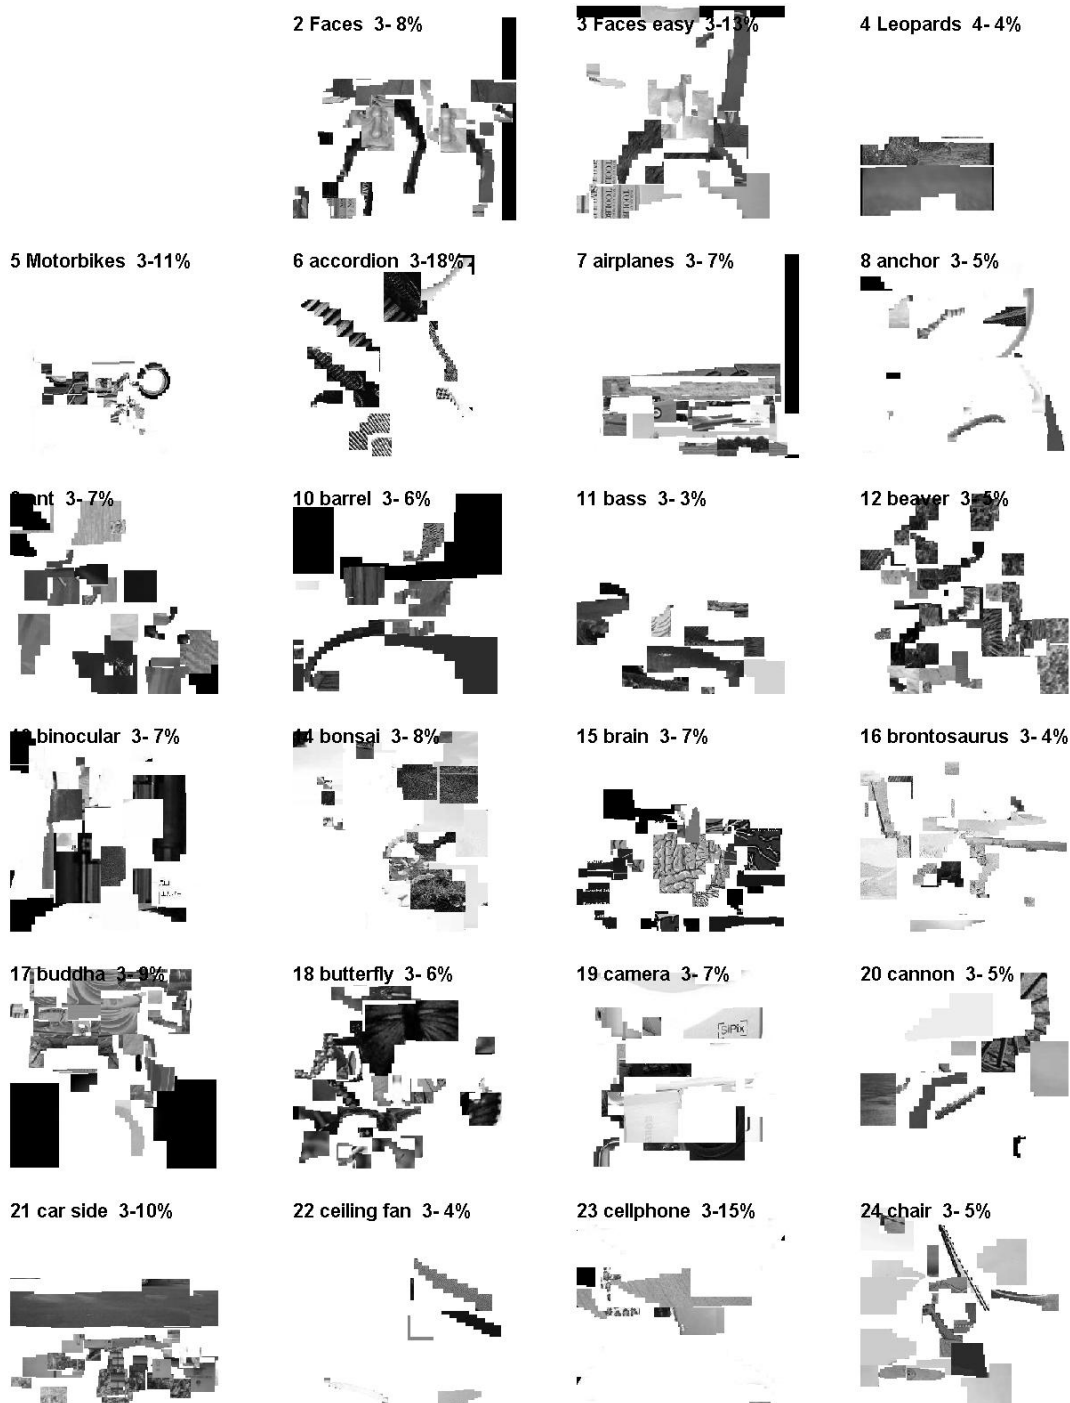 2 Faces 3- 8%
3 Faces easy 3-13%
4 Leopards 4- 4%
5 Motorbikes 3-11%
6 accordion 3-18%
7 airplanes 3- 7%
8 anchor 3- 5%
ant 3- 7%
10 barrel 3- 6%
11 bass 3- 3%
12 beaver 3- 5%
binocular 3- 7%
14 bonsai 3- 8%
15 brain 3- 7%
16 brontosaurus 3- 4%
17 buddha 3- 9%
18 butterfly 3- 6%
19 camera 3- 7%
SiPix
20 cannon 3- 5%
21 car side 3-10%
22 ceiling fan 3- 4%
23 cellphone 3-15%
24 chair 3- 5%